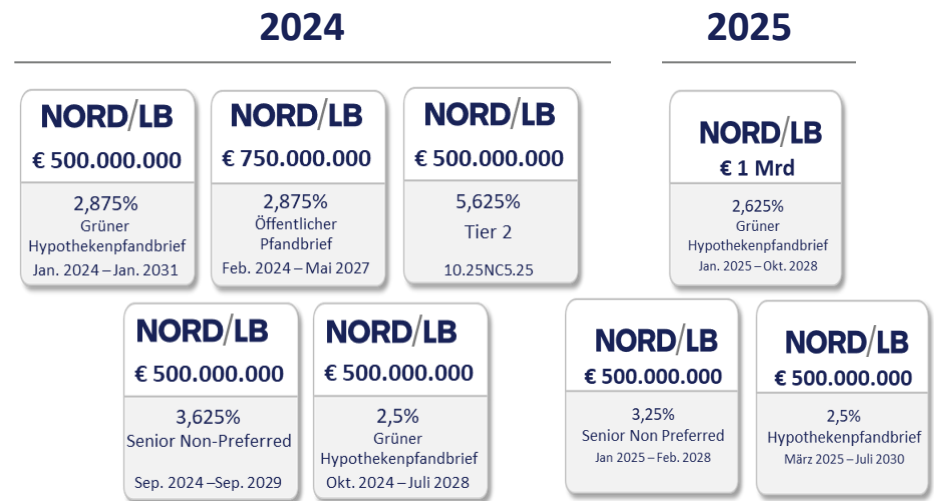 2024
NORD/LB
€ 500.000.000
2,875%
Grüner
Hypothekenpfandbrief
Jan. 2024 – Jan. 2031
NORD/LB
€ 750.000.000
2,875%
Öffentlicher
Pfandbrief
Feb. 2024 – Mai 2027
NORD/LB
€ 500.000.000
5,625%
Tier 2
10.25NC5.25
NORD/LB
€ 500.000.000
3,625%
Senior Non-Preferred
Sep. 2024 –Sep. 2029
NORD/LB
€ 500.000.000
2,5%
Grüner
Hypothekenpfandbrief
Okt. 2024 – Juli 2028
2025
NORD/LB
€ 1 Mrd
2,625%
Grüner
Hypothekenpfandbrief
Jan. 2025 – Okt. 2028
NORD/LB
€ 500.000.000
3,25%
Senior Non Preferred
Jan 2025 – Feb. 2028
NORD/LB
€ 500.000.000
2,5%
Hypothekenpfandbrief
März 2025 – Juli 2030